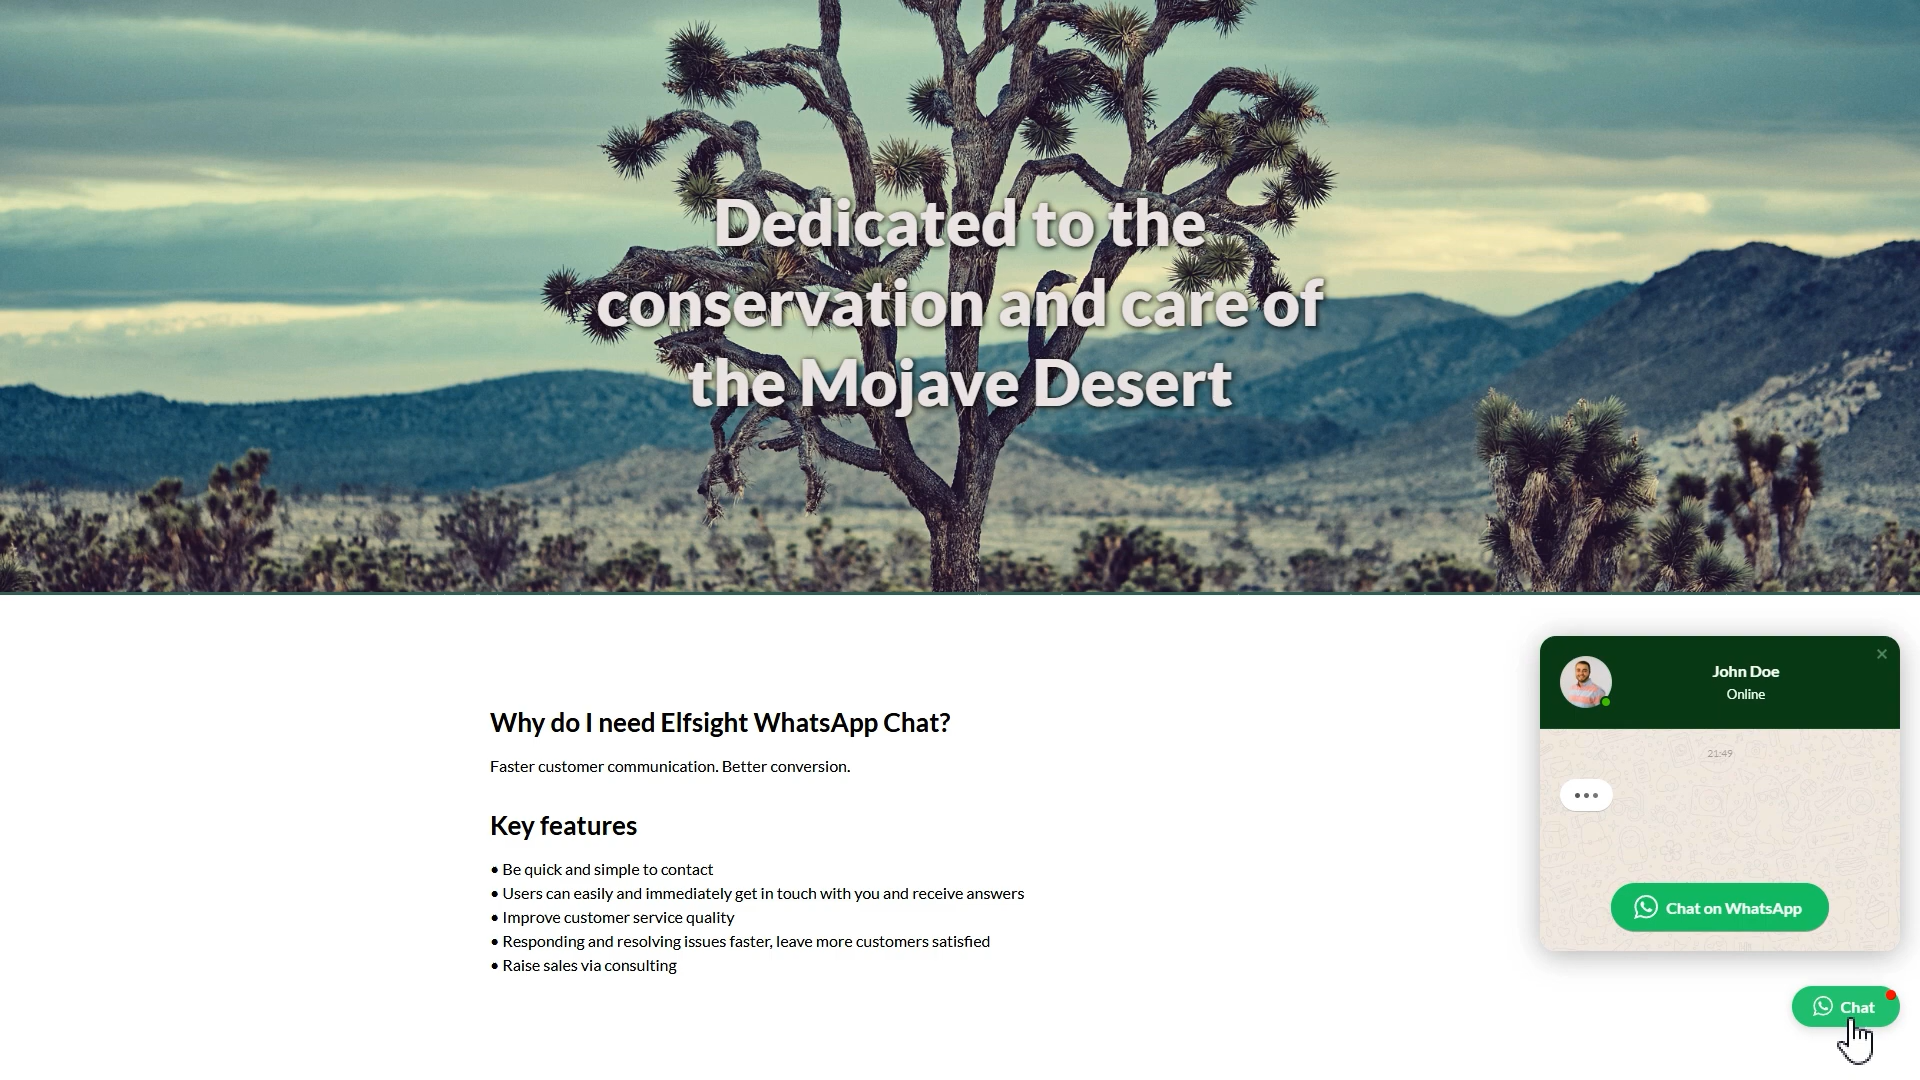 Dedicated to the
conservation and care of
the Mojave Desert
Why do I need Elfsight WhatsApp Chat?
Faster customer communication. Better conversion.
Key features
• Be quick and simple to contact
• Users can easily and immediately get in touch with you and receive answers
• Improve customer service quality
• Responding and resolving issues faster, leave more customers satisfied
• Raise sales via consulting
John Doe
Online
21:49
Chat on WhatsApp
Chat